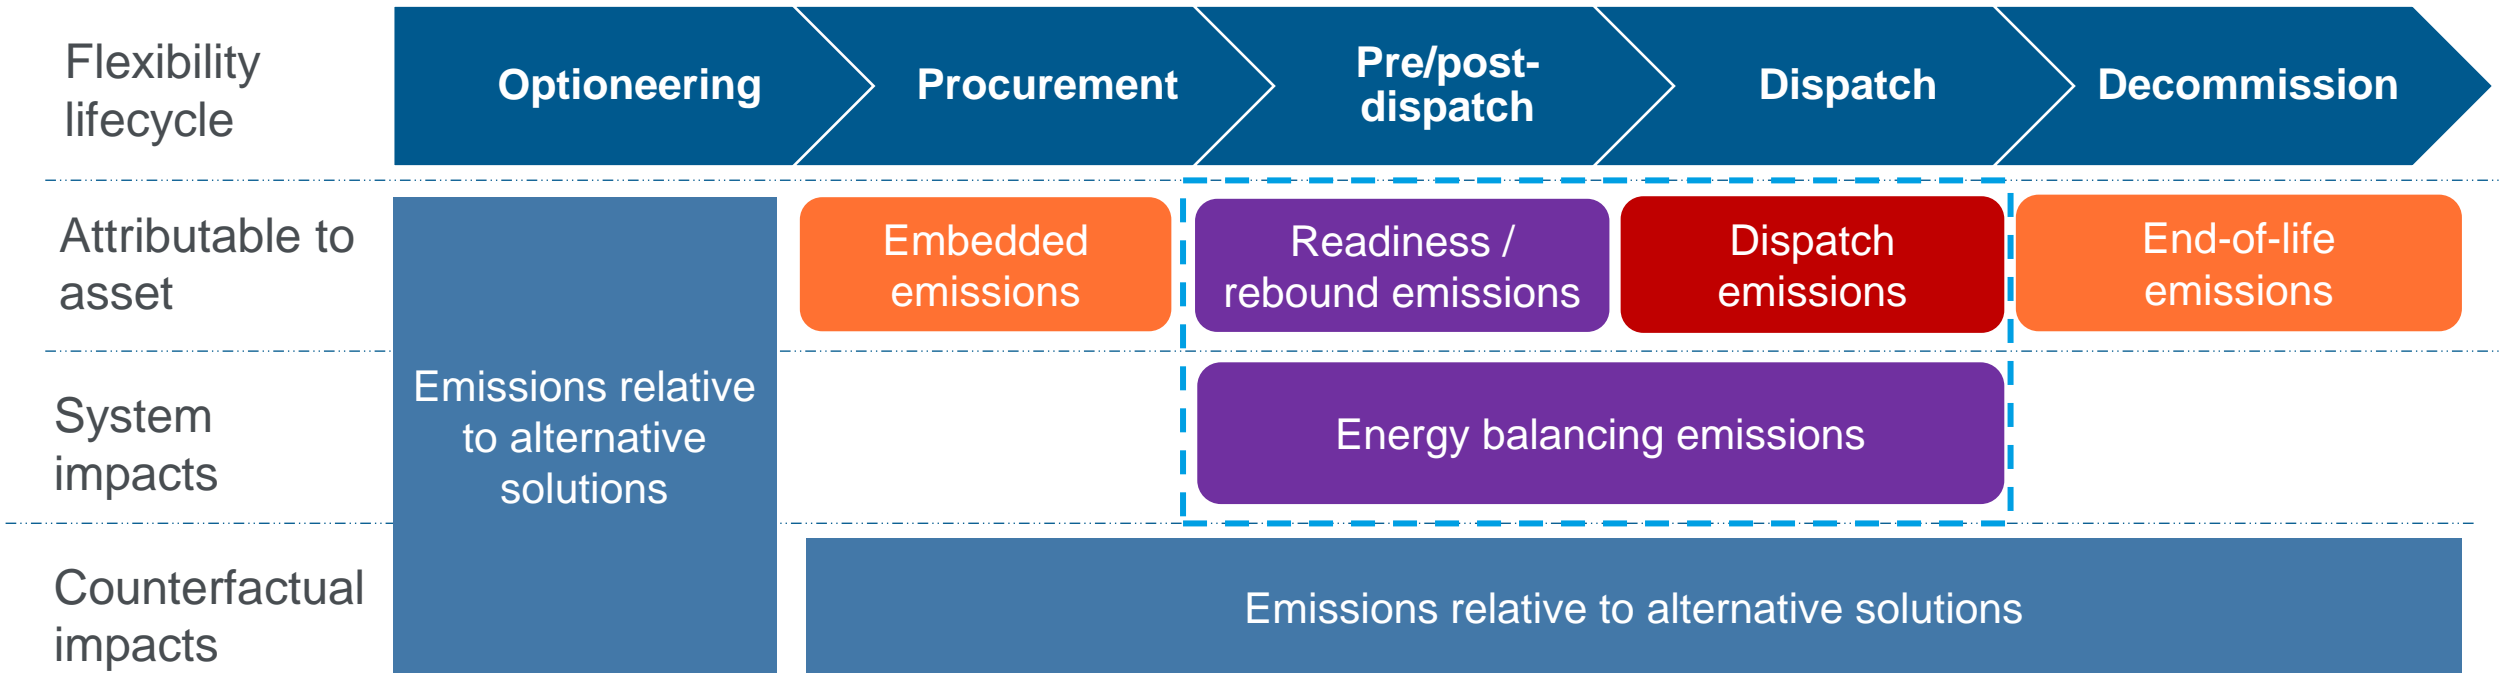 Flexibility
lifecycle
Optioneering
Procurement
Pre/post-
dispatch
Dispatch
Decommission
Attributable to
asset
Embedded
emissions
Readiness /
rebound emissions
Dispatch
emissions
End-of-life
emissions
Emissions relative
to alternative
solutions
System
impacts
Energy balancing emissions
Counterfactual
impacts
Emissions relative to alternative solutions